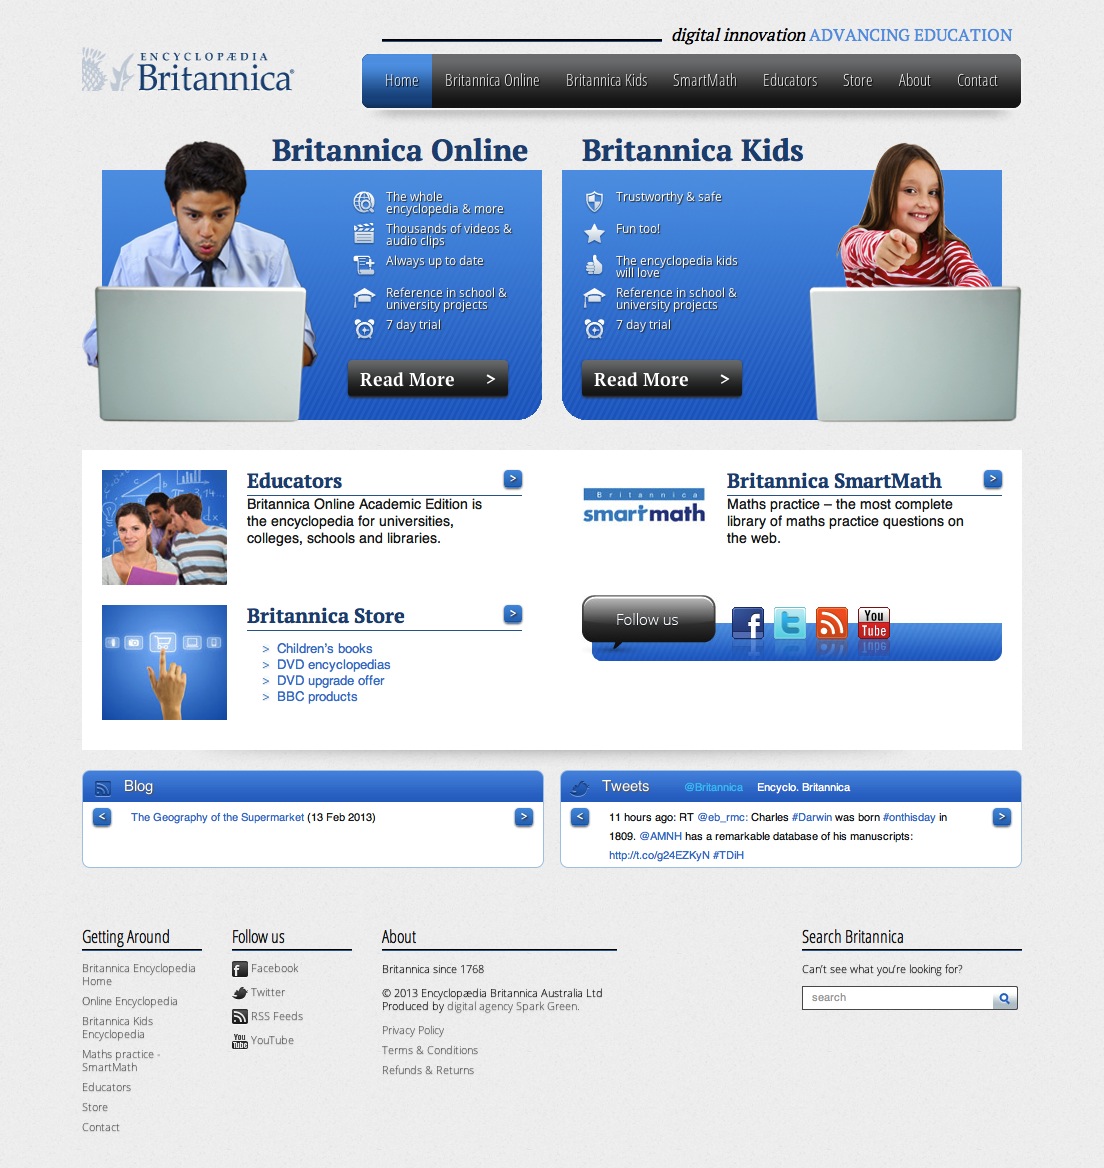 digital innovation ADVANCING EDUCATION
ENCYCLOPÆDIA
Britannica®
Home
Britannica Online
Britannica Kids
SmartMath
Educators
Store
About
Contact
Britannica Online
The whole
encyclopedia & more
Thousands of videos &
audio clips
Always up to date
Reference in school &
university projects
7 day trial
Read More >
Britannica Kids
Trustworthy & safe
Fun too!
The encyclopedia kids
will love
Reference in school &
university projects
7 day trial
Read More >
Educators >
Britannica Online Academic Edition is
the encyclopedia for universities,
colleges, schools and libraries.
Britannica
smartmath
Britannica SmartMath >
Maths practice – the most complete
library of maths practice questions on
the web.
Britannica Store >
> Children's books
> DVD encyclopedias
> DVD upgrade offer
> BBC products
Follow us
You
Tube
Blog
< The Geography of the Supermarket (13 Feb 2013) >
Tweets @Britannica Encyclo. Britannica
< 11 hours ago: RT @eb_rmc: Charles #Darwin was born #onthisday in >
1809. @AMNH has a remarkable database of his manuscripts:
http://t.co/g24EZKyN #TDiH
Getting Around
Britannica Encyclopedia
Home
Online Encyclopedia
Britannica Kids
Encyclopedia
Maths practice -
SmartMath
Educators
Store
Contact
Follow us
Facebook
Twitter
RSS Feeds
You
Tube
YouTube
About
Britannica since 1768
© 2013 Encyclopædia Britannica Australia Ltd
Produced by digital agency Spark Green.
Privacy Policy
Terms & Conditions
Refunds & Returns
Search Britannica
Can't see what you're looking for?
search